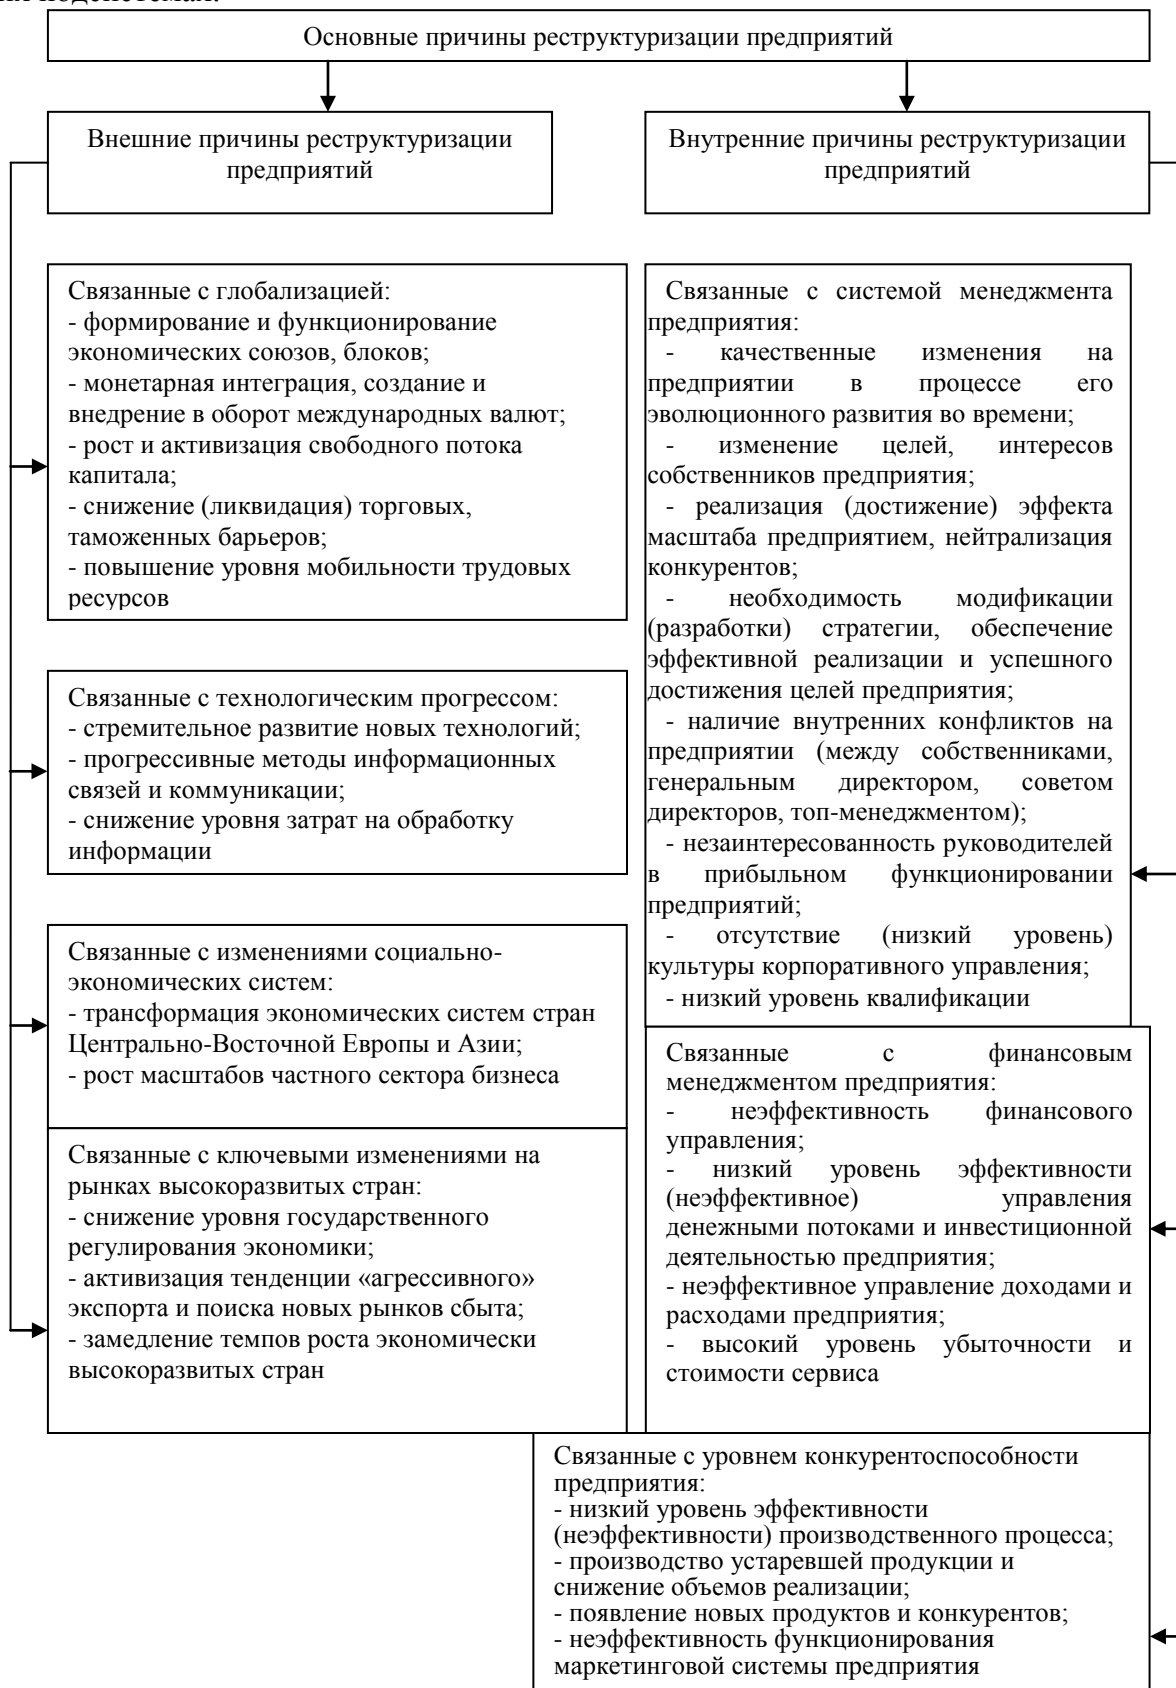 Основные причины реструктуризации предприятий
Внешние причины реструктуризации
предприятий
Внутренние причины реструктуризации
предприятий
Связанные с глобализацией:
- формирование и функционирование
экономических союзов, блоков;
- монетарная интеграция, создание и
внедрение в оборот международных валют;
- рост и активизация свободного потока
капитала;
- снижение (ликвидация) торговых,
таможенных барьеров;
- повышение уровня мобильности трудовых
ресурсов
Связанные с технологическим прогрессом:
- стремительное развитие новых технологий;
- прогрессивные методы информационных
связей и коммуникации;
- снижение уровня затрат на обработку
информации
Связанные с изменениями социально-
экономических систем:
- трансформация экономических систем стран
Центрально-Восточной Европы и Азии;
- рост масштабов частного сектора бизнеса
Связанные с ключевыми изменениями на
рынках высокоразвитых стран:
- снижение уровня государственного
регулирования экономики;
- активизация тенденции «агрессивного»
экспорта и поиска новых рынков сбыта;
- замедление темпов роста экономически
высокоразвитых стран
Связанные с системой менеджмента
предприятия:
- качественные изменения на
предприятии в процессе его
эволюционного развития во времени;
- изменение целей, интересов
собственников предприятия;
- реализация (достижение) эффекта
масштаба предприятием, нейтрализация
конкурентов;
- необходимость модификации
(разработки) стратегии, обеспечение
эффективной реализации и успешного
достижения целей предприятия;
- наличие внутренних конфликтов на
предприятии (между собственниками,
генеральным директором, советом
директоров, топ-менеджментом);
- незаинтересованность руководителей
в прибыльном функционировании
предприятий;
- отсутствие (низкий уровень)
культуры корпоративного управления;
- низкий уровень квалификации
Связанные с финансовым
менеджментом предприятия:
- неэффективность финансового
управления;
- низкий уровень эффективности
(неэффективное) управления
денежными потоками и инвестиционной
деятельностью предприятия;
- неэффективное управление доходами и
расходами предприятия;
- высокий уровень убыточности и
стоимости сервиса
Связанные с уровнем конкурентоспособности
предприятия:
- низкий уровень эффективности
(неэффективности) производственного процесса;
- производство устаревшей продукции и
снижение объемов реализации;
- появление новых продуктов и конкурентов;
- неэффективность функционирования
маркетинговой системы предприятия